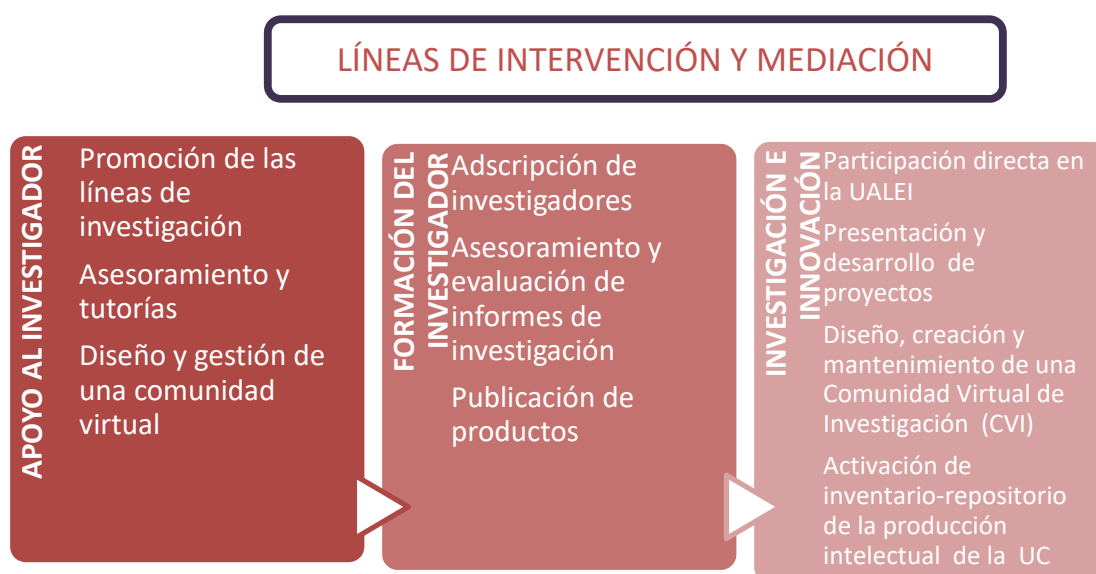 LÍNEAS DE INTERVENCIÓN Y MEDIACIÓN
APOYO AL INVESTIGADOR
Promoción de las
líneas de
investigación
Asesoramiento y
tutorías
Diseño y gestión de
una comunidad
virtual
FORMACIÓN DEL
INVESTIGADOR
Adscripción de
investigadores
Asesoramiento y
evaluación de
informes de
investigación
Publicación de
productos
INVESTIGACIÓN E
INNOVACIÓN
Participación directa en
la UALEI
Presentación y
desarrollo de
proyectos
Diseño, creación y
mantenimiento de una
Comunidad Virtual de
Investigación (CVI)
Activación de
inventario-repositorio
de la producción
intelectual de la UC